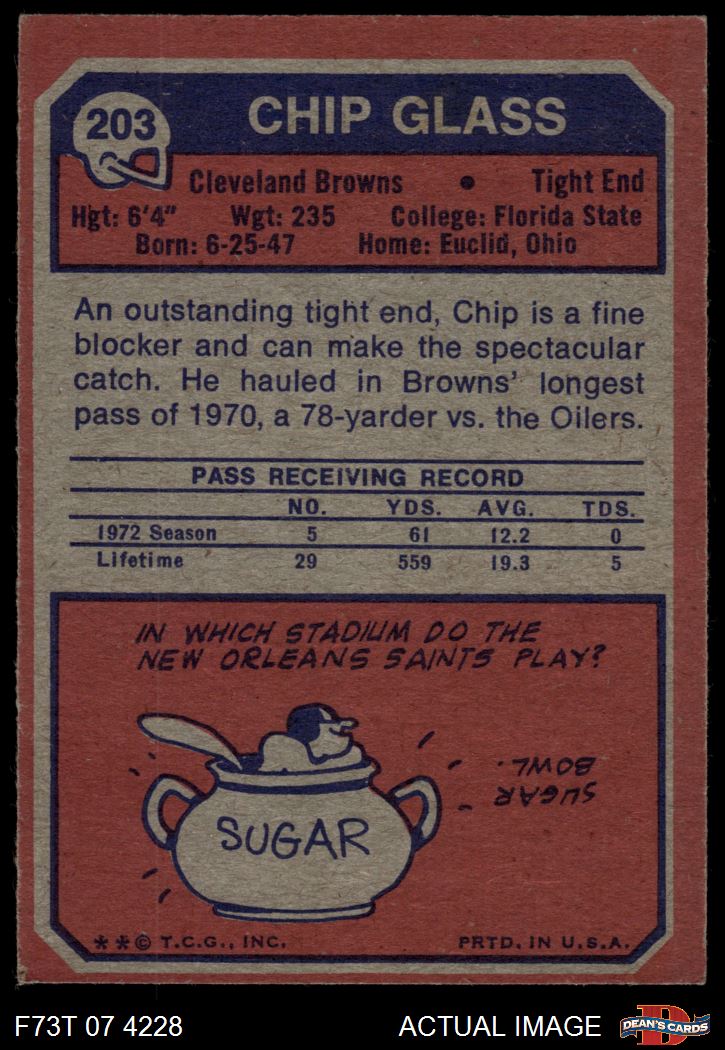 203
CHIP GLASS
Cleveland Browns • Tight End
Hgt: 6'4" Wgt: 235 College: Florida State
Born: 6-25-47 Home: Euclid, Ohio
An outstanding tight end, Chip is a fine
blocker and can make the spectacular
catch. He hauled in Browns' longest
pass of 1970, a 78-yarder vs. the Oilers.
PASS RECEIVING RECORD
NO. YDS. AVG. TDS.
1972 Season 5 61 12.2 0
Lifetime 29 559 19.3 5
IN WHICH STADIUM DO THE
NEW ORLEANS SAINTS PLAY?
SUGAR
BOWL.
SUGAR
**© T.C.G., INC. PRTD. IN U.S.A.
F73T 07 4228 ACTUAL IMAGE
D
DEAN'S CARDS